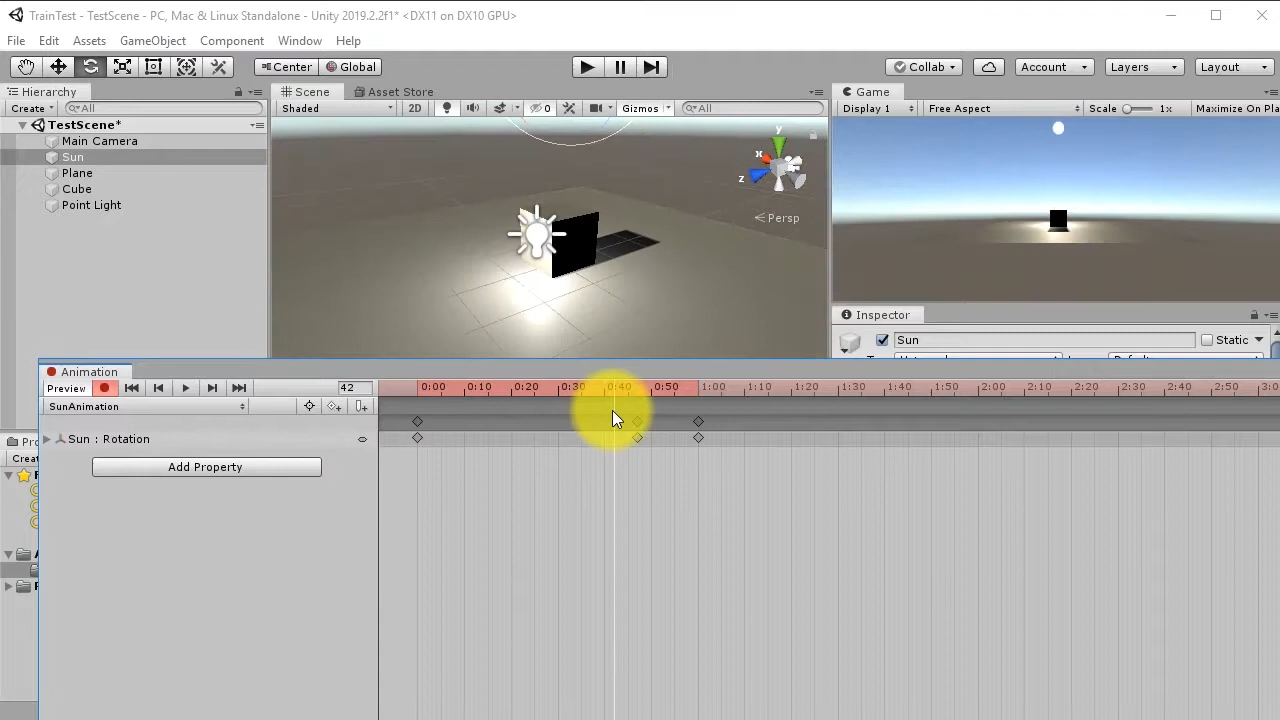 TrainTest - TestScene - PC, Mac & Linux Standalone - Unity 2019.2.2f1* <DX11 on DX10 GPU>
File Edit Assets GameObject Component Window Help
Center Global Collab Account Layers Layout
Hierarchy Scene Asset Store Game
Create All Shaded 2D 0 Gizmos All Display 1 Free Aspect Scale 1x Maximize On Pla
TestScene*
Main Camera
Sun
Plane
Cube
Point Light
y
x
z
Persp
Inspector
Sun Static
Animation
Preview 42 0:00 0:10 0:20 0:30 0:40 0:50 1:00 1:10 1:20 1:30 1:40 1:50 2:00 2:10 2:20 2:30 2:40 2:50 3:0
SunAnimation
Sun : Rotation
Add Property